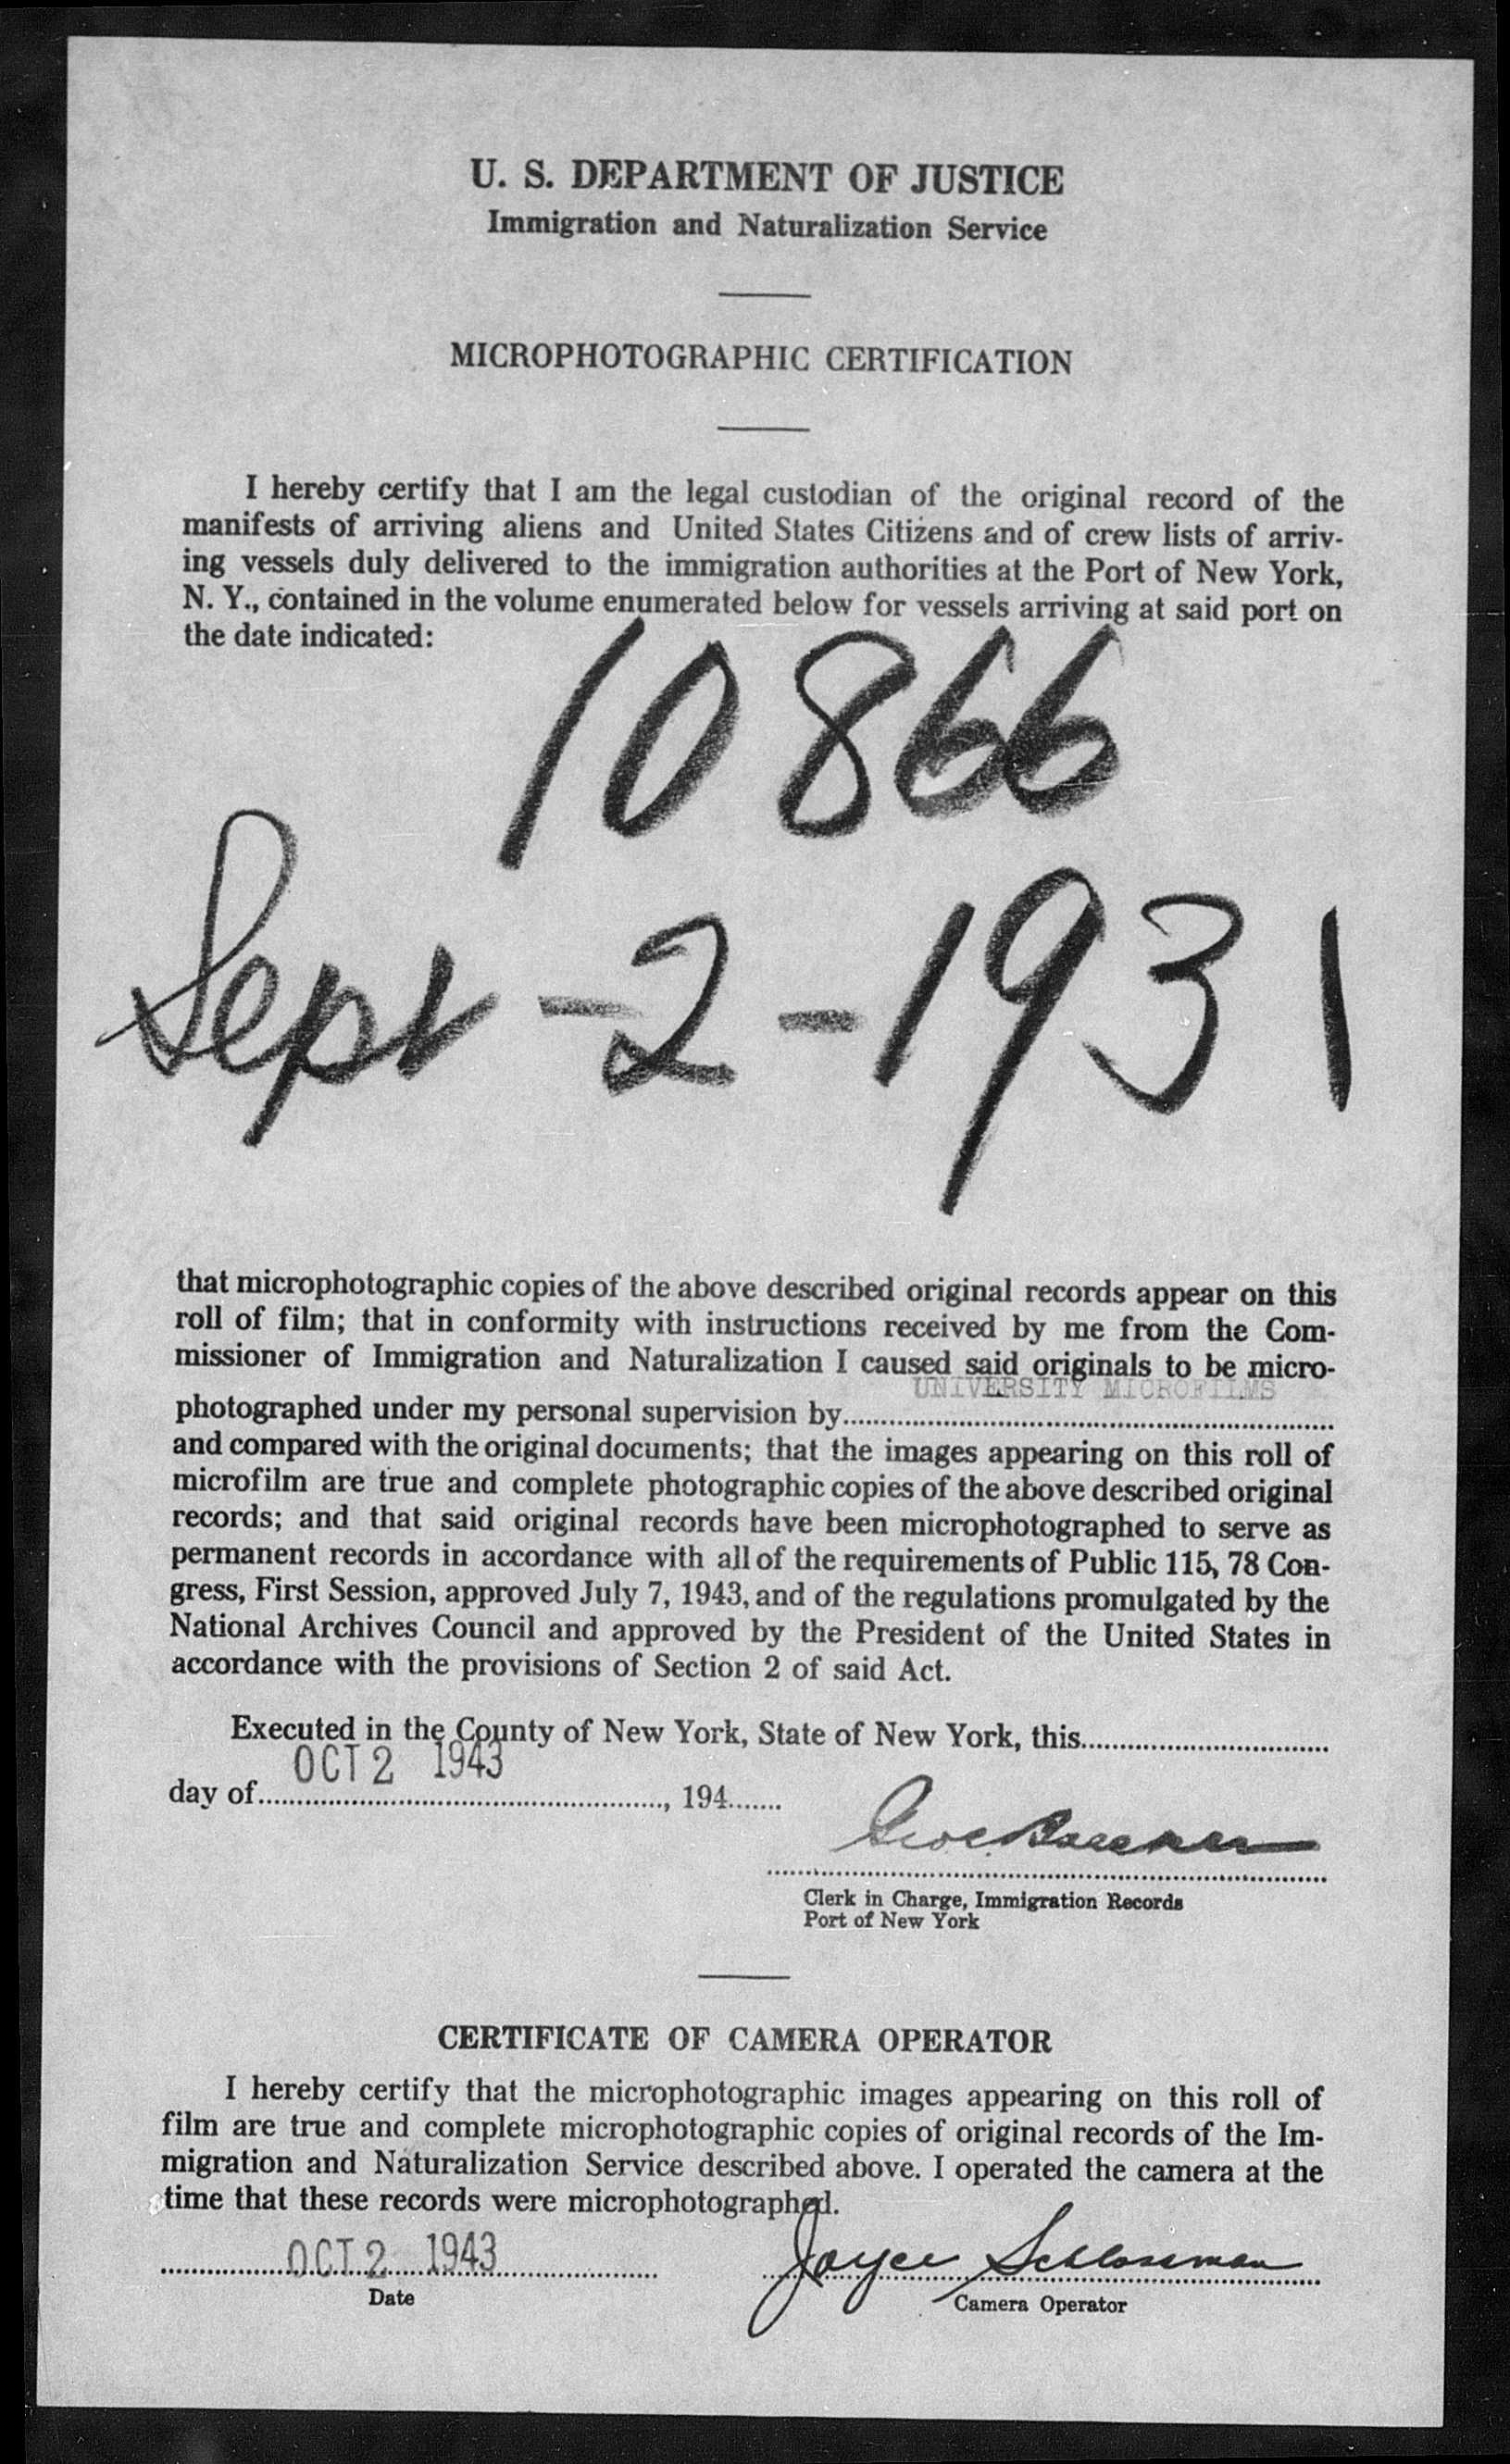 U. S. DEPARTMENT OF JUSTICE
Immigration and Naturalization Service
MICROPHOTOGRAPHIC CERTIFICATION
I hereby certify that I am the legal custodian of the original record of the
manifests of arriving aliens and United States Citizens and of crew lists of arriv-
ing vessels duly delivered to the immigration authorities at the Port of New York,
N. Y., contained in the volume enumerated below for vessels arriving at said port on
the date indicated:
10866
Sept - 2 - 1931
that microphotographic copies of the above described original records appear on this
roll of film; that in conformity with instructions received by me from the Com-
missioner of Immigration and Naturalization I caused said originals to be micro-
UNIVERSITY MICROFILMS
photographed under my personal supervision by
and compared with the original documents; that the images appearing on this roll of
microfilm are true and complete photographic copies of the above described original
records; and that said original records have been microphotographed to serve as
permanent records in accordance with all of the requirements of Public 115, 78 Con-
gress, First Session, approved July 7, 1943, and of the regulations promulgated by the
National Archives Council and approved by the President of the United States in
accordance with the provisions of Section 2 of said Act.
Executed in the County of New York, State of New York, this
OCT 2 1943
day of , 194
Clerk in Charge, Immigration Records
Port of New York
CERTIFICATE OF CAMERA OPERATOR
I hereby certify that the microphotographic images appearing on this roll of
film are true and complete microphotographic copies of original records of the Im-
migration and Naturalization Service described above. I operated the camera at the
time that these records were microphotographed.
OCT 2 1943 Joyce Schlossman
Date Camera Operator